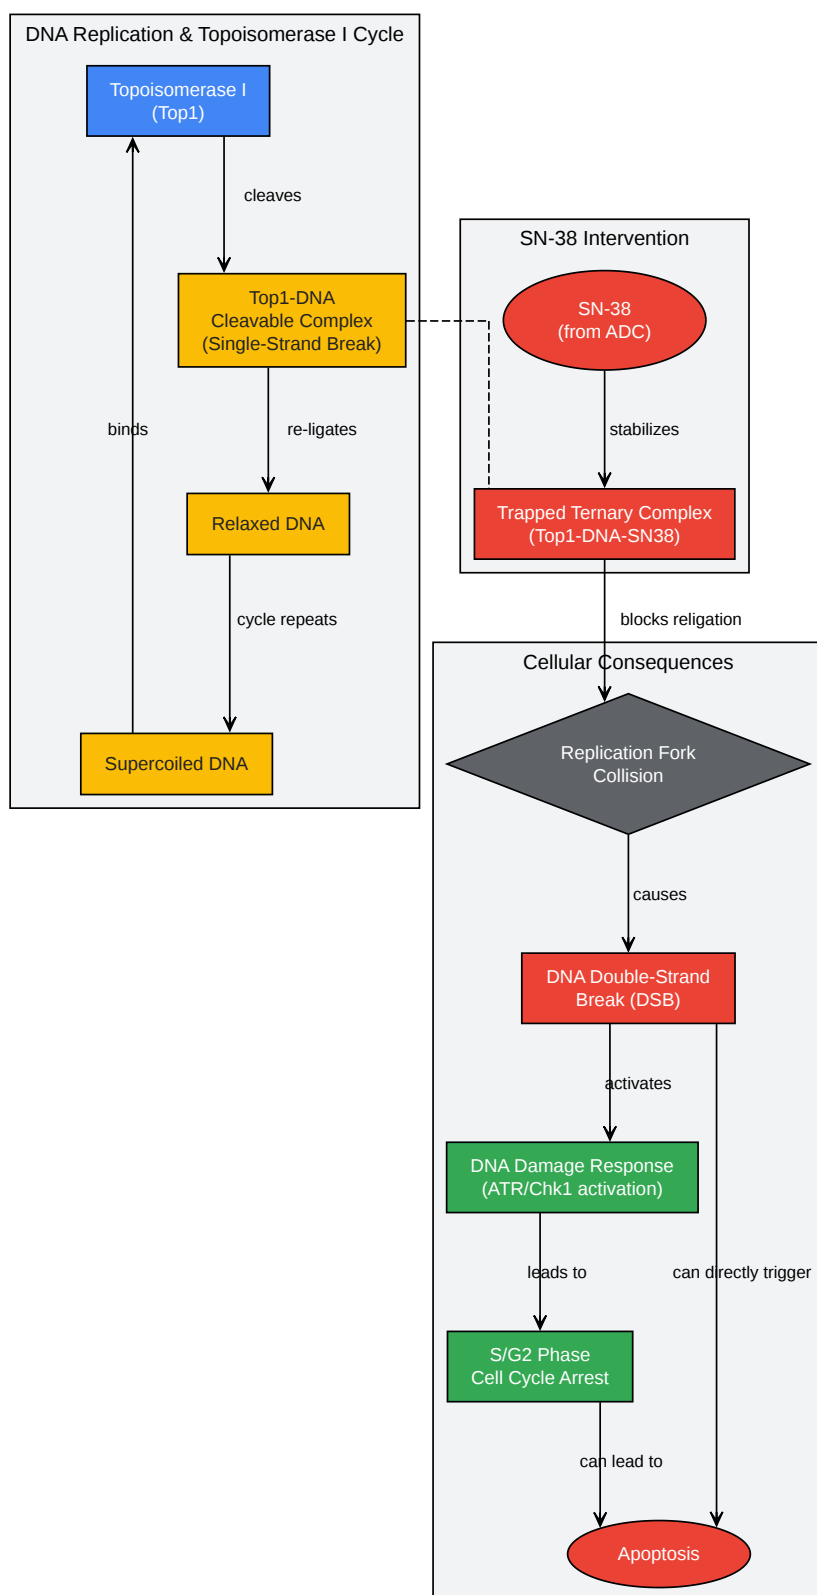 DNA Replication & Topoisomerase I Cycle
Topoisomerase I
(Top1)
cleaves
Top1-DNA
Cleavable Complex
(Single-Strand Break)
binds
re-ligates
Relaxed DNA
cycle repeats
Supercoiled DNA
SN-38 Intervention
SN-38
(from ADC)
stabilizes
Trapped Ternary Complex
(Top1-DNA-SN38)
blocks religation
Cellular Consequences
Replication Fork
Collision
causes
DNA Double-Strand
Break (DSB)
activates
DNA Damage Response
(ATR/Chk1 activation)
leads to
can directly trigger
S/G2 Phase
Cell Cycle Arrest
can lead to
Apoptosis